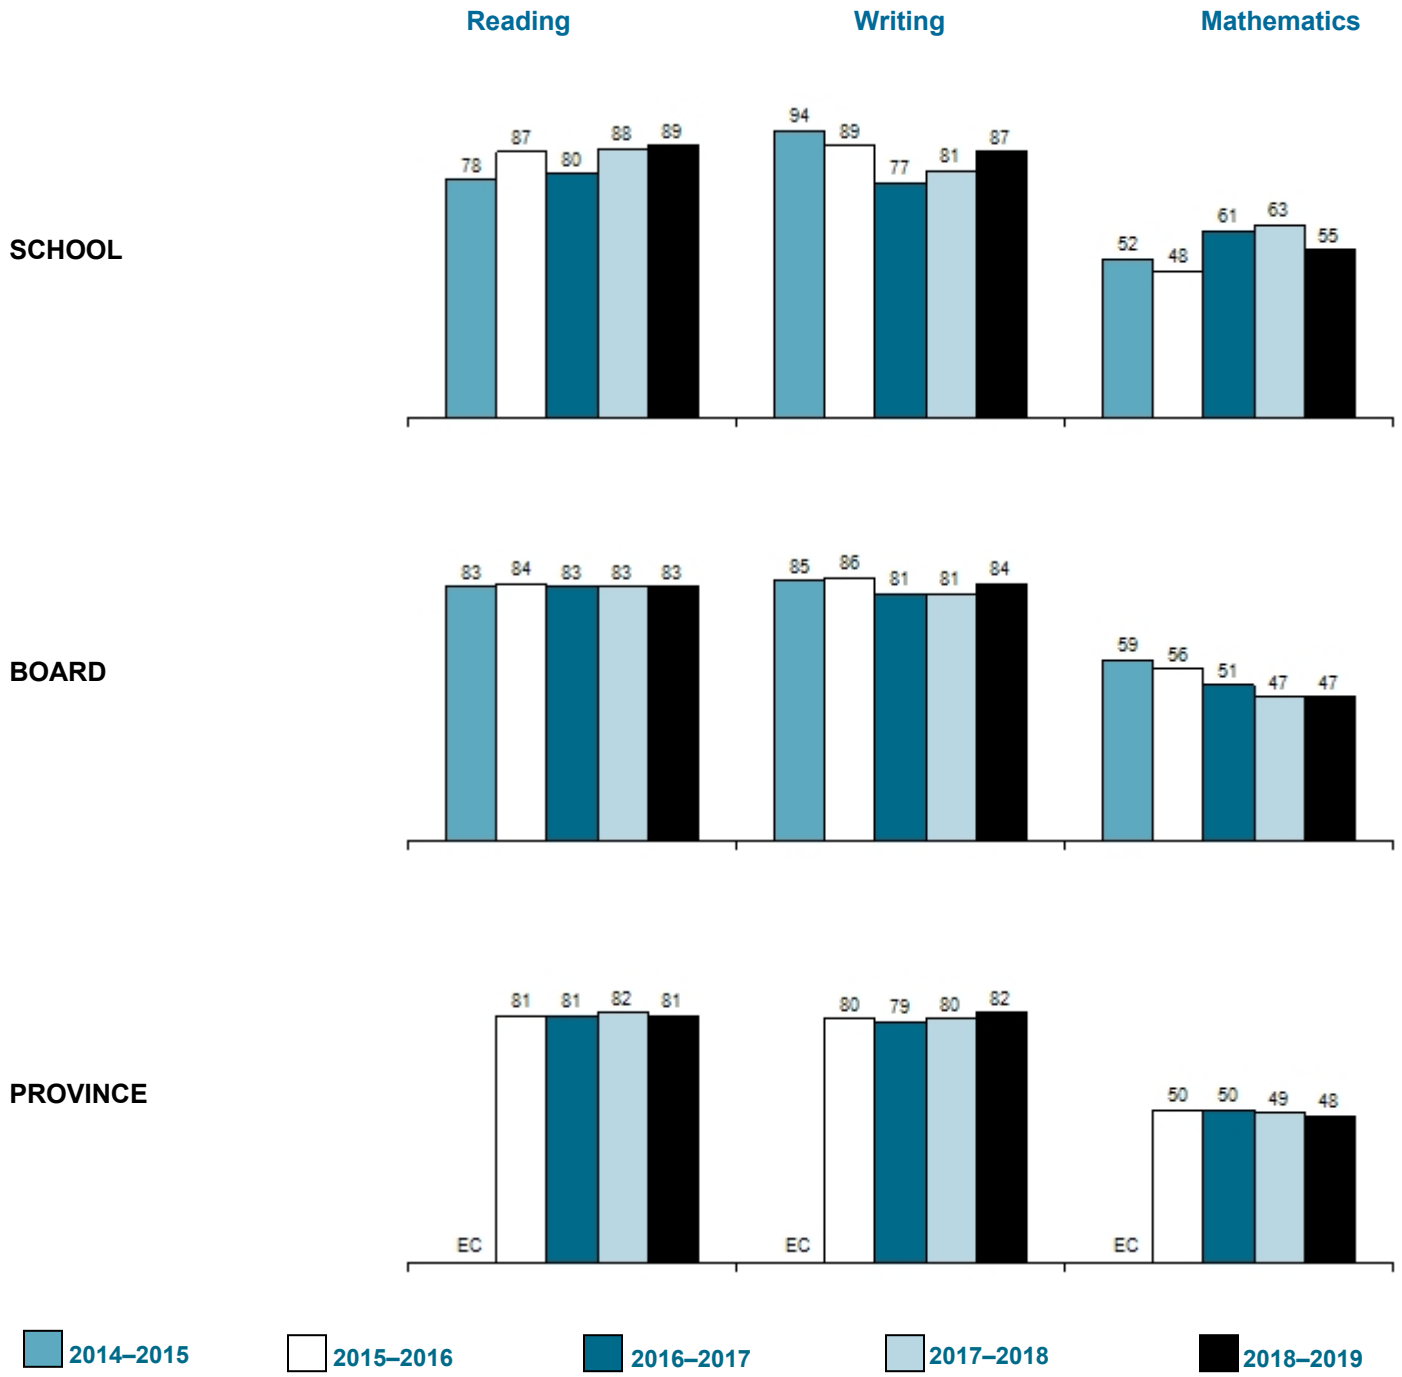 Reading Writing Mathematics
94
87 88 89 89 87
78 80 77 81
61 63
52 48 55
SCHOOL
83 84 83 83 83 85 86 81 81 84
59 56 51 47 47
BOARD
81 81 82 81 80 79 80 82
50 50 49 48
PROVINCE
EC EC EC
2014–2015 2015–2016 2016–2017 2017–2018 2018–2019